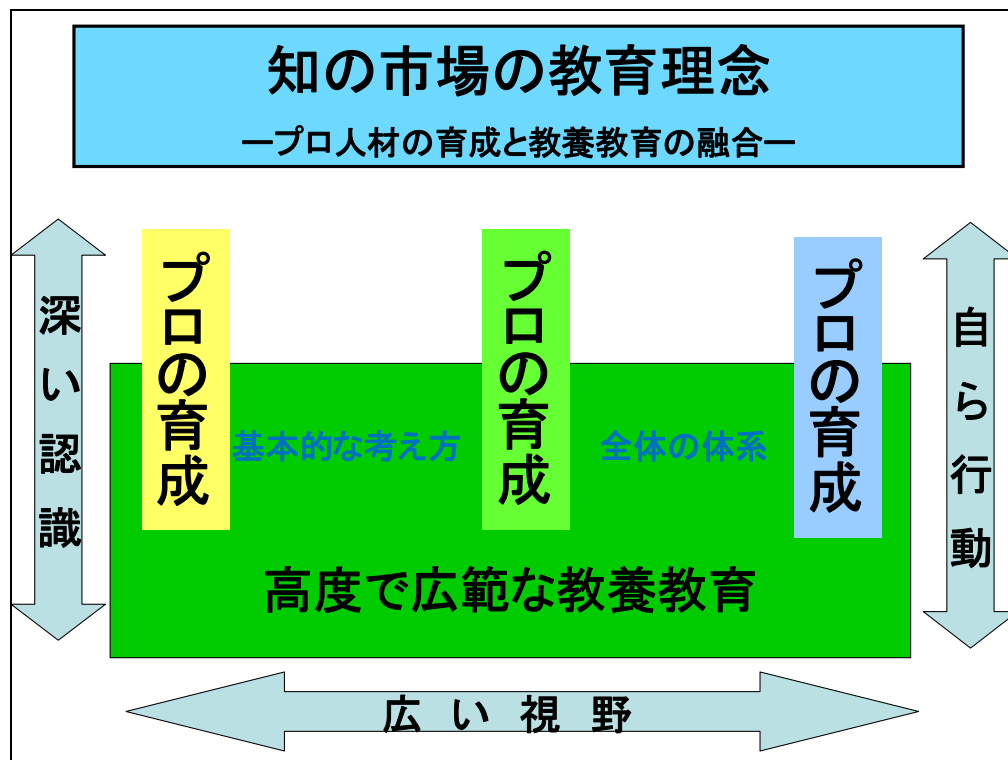 知の市場の教育理念
―プロ人材の育成と教養教育の融合―
深い認識
プロの育成
プロの育成
プロの育成
自ら行動
基本的な考え方
全体の体系
高度で広範な教養教育
広い視野